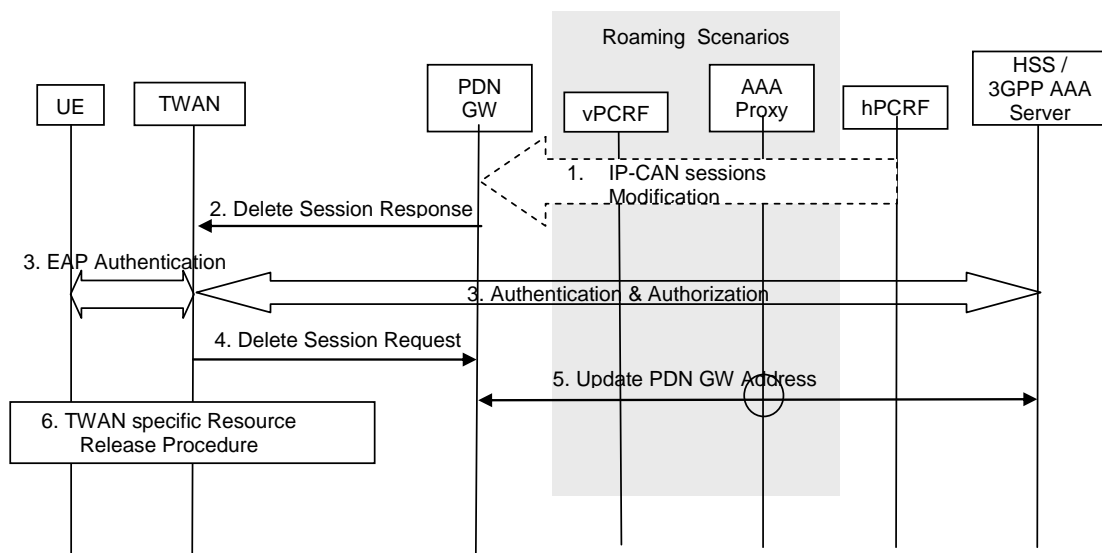 Roaming Scenarios
UE
TWAN
PDN
GW
vPCRF
AAA
Proxy
hPCRF
HSS /
3GPP AAA
Server
1. IP-CAN sessions
Modification
2. Delete Session Response
3. EAP Authentication
3. Authentication & Authorization
4. Delete Session Request
5. Update PDN GW Address
6. TWAN specific Resource
Release Procedure